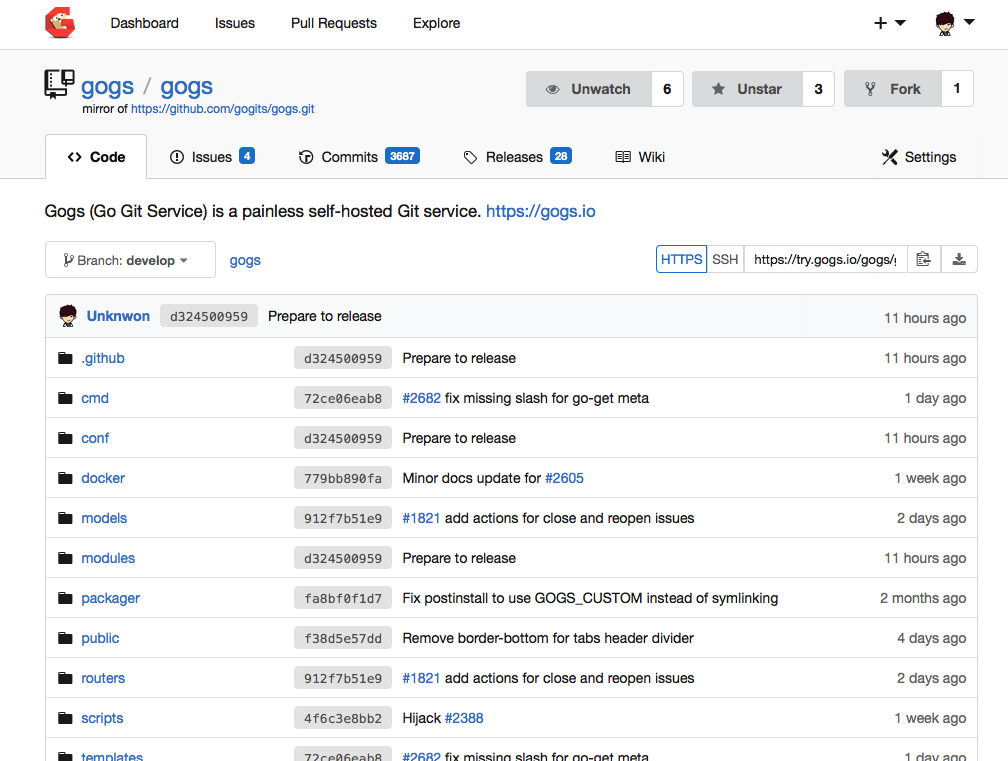 Dashboard Issues Pull Requests Explore
gogs / gogs Unwatch 6 Unstar 3 Fork 1
mirror of https://github.com/gogits/gogs.git
Code Issues 4 Commits 3667 Releases 28 Wiki Settings
Gogs (Go Git Service) is a painless self-hosted Git service. https://gogs.io
Branch: develop gogs HTTPS SSH https://try.gogs.io/gogs/
Unknwon d324500959 Prepare to release 11 hours ago
.github d324500959 Prepare to release 11 hours ago
cmd 72ce06eab8 #2682 fix missing slash for go-get meta 1 day ago
conf d324500959 Prepare to release 11 hours ago
docker 779bb890fa Minor docs update for #2605 1 week ago
models 912f7b51e9 #1821 add actions for close and reopen issues 2 days ago
modules d324500959 Prepare to release 11 hours ago
packager fa8bf0f1d7 Fix postinstall to use GOGS_CUSTOM instead of symlinking 2 months ago
public f38d5e57dd Remove border-bottom for tabs header divider 4 days ago
routers 912f7b51e9 #1821 add actions for close and reopen issues 2 days ago
scripts 4f6c3e8bb2 Hijack #2388 1 week ago
templates 72ce06eab8 #2682 fix missing slash for go-get meta 1 day ago